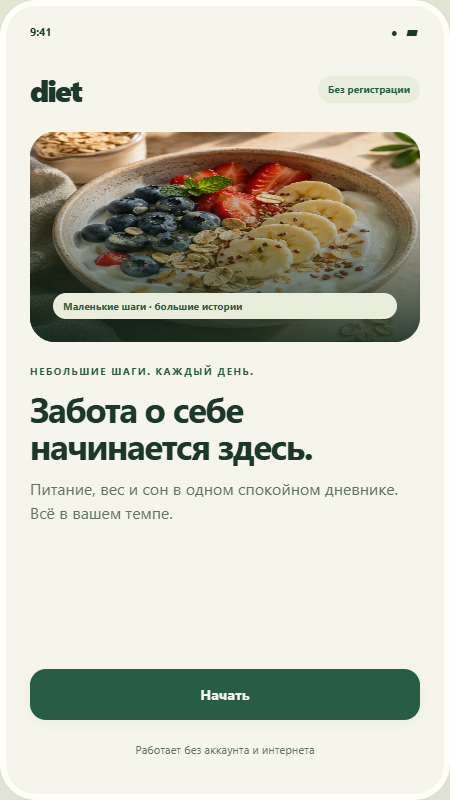 9:41
diet
Без регистрации
Маленькие шаги · большие истории
НЕБОЛЬШИЕ ШАГИ. КАЖДЫЙ ДЕНЬ.
Забота о себе
начинается здесь.
Питание, вес и сон в одном спокойном дневнике.
Всё в вашем темпе.
Начать
Работает без аккаунта и интернета